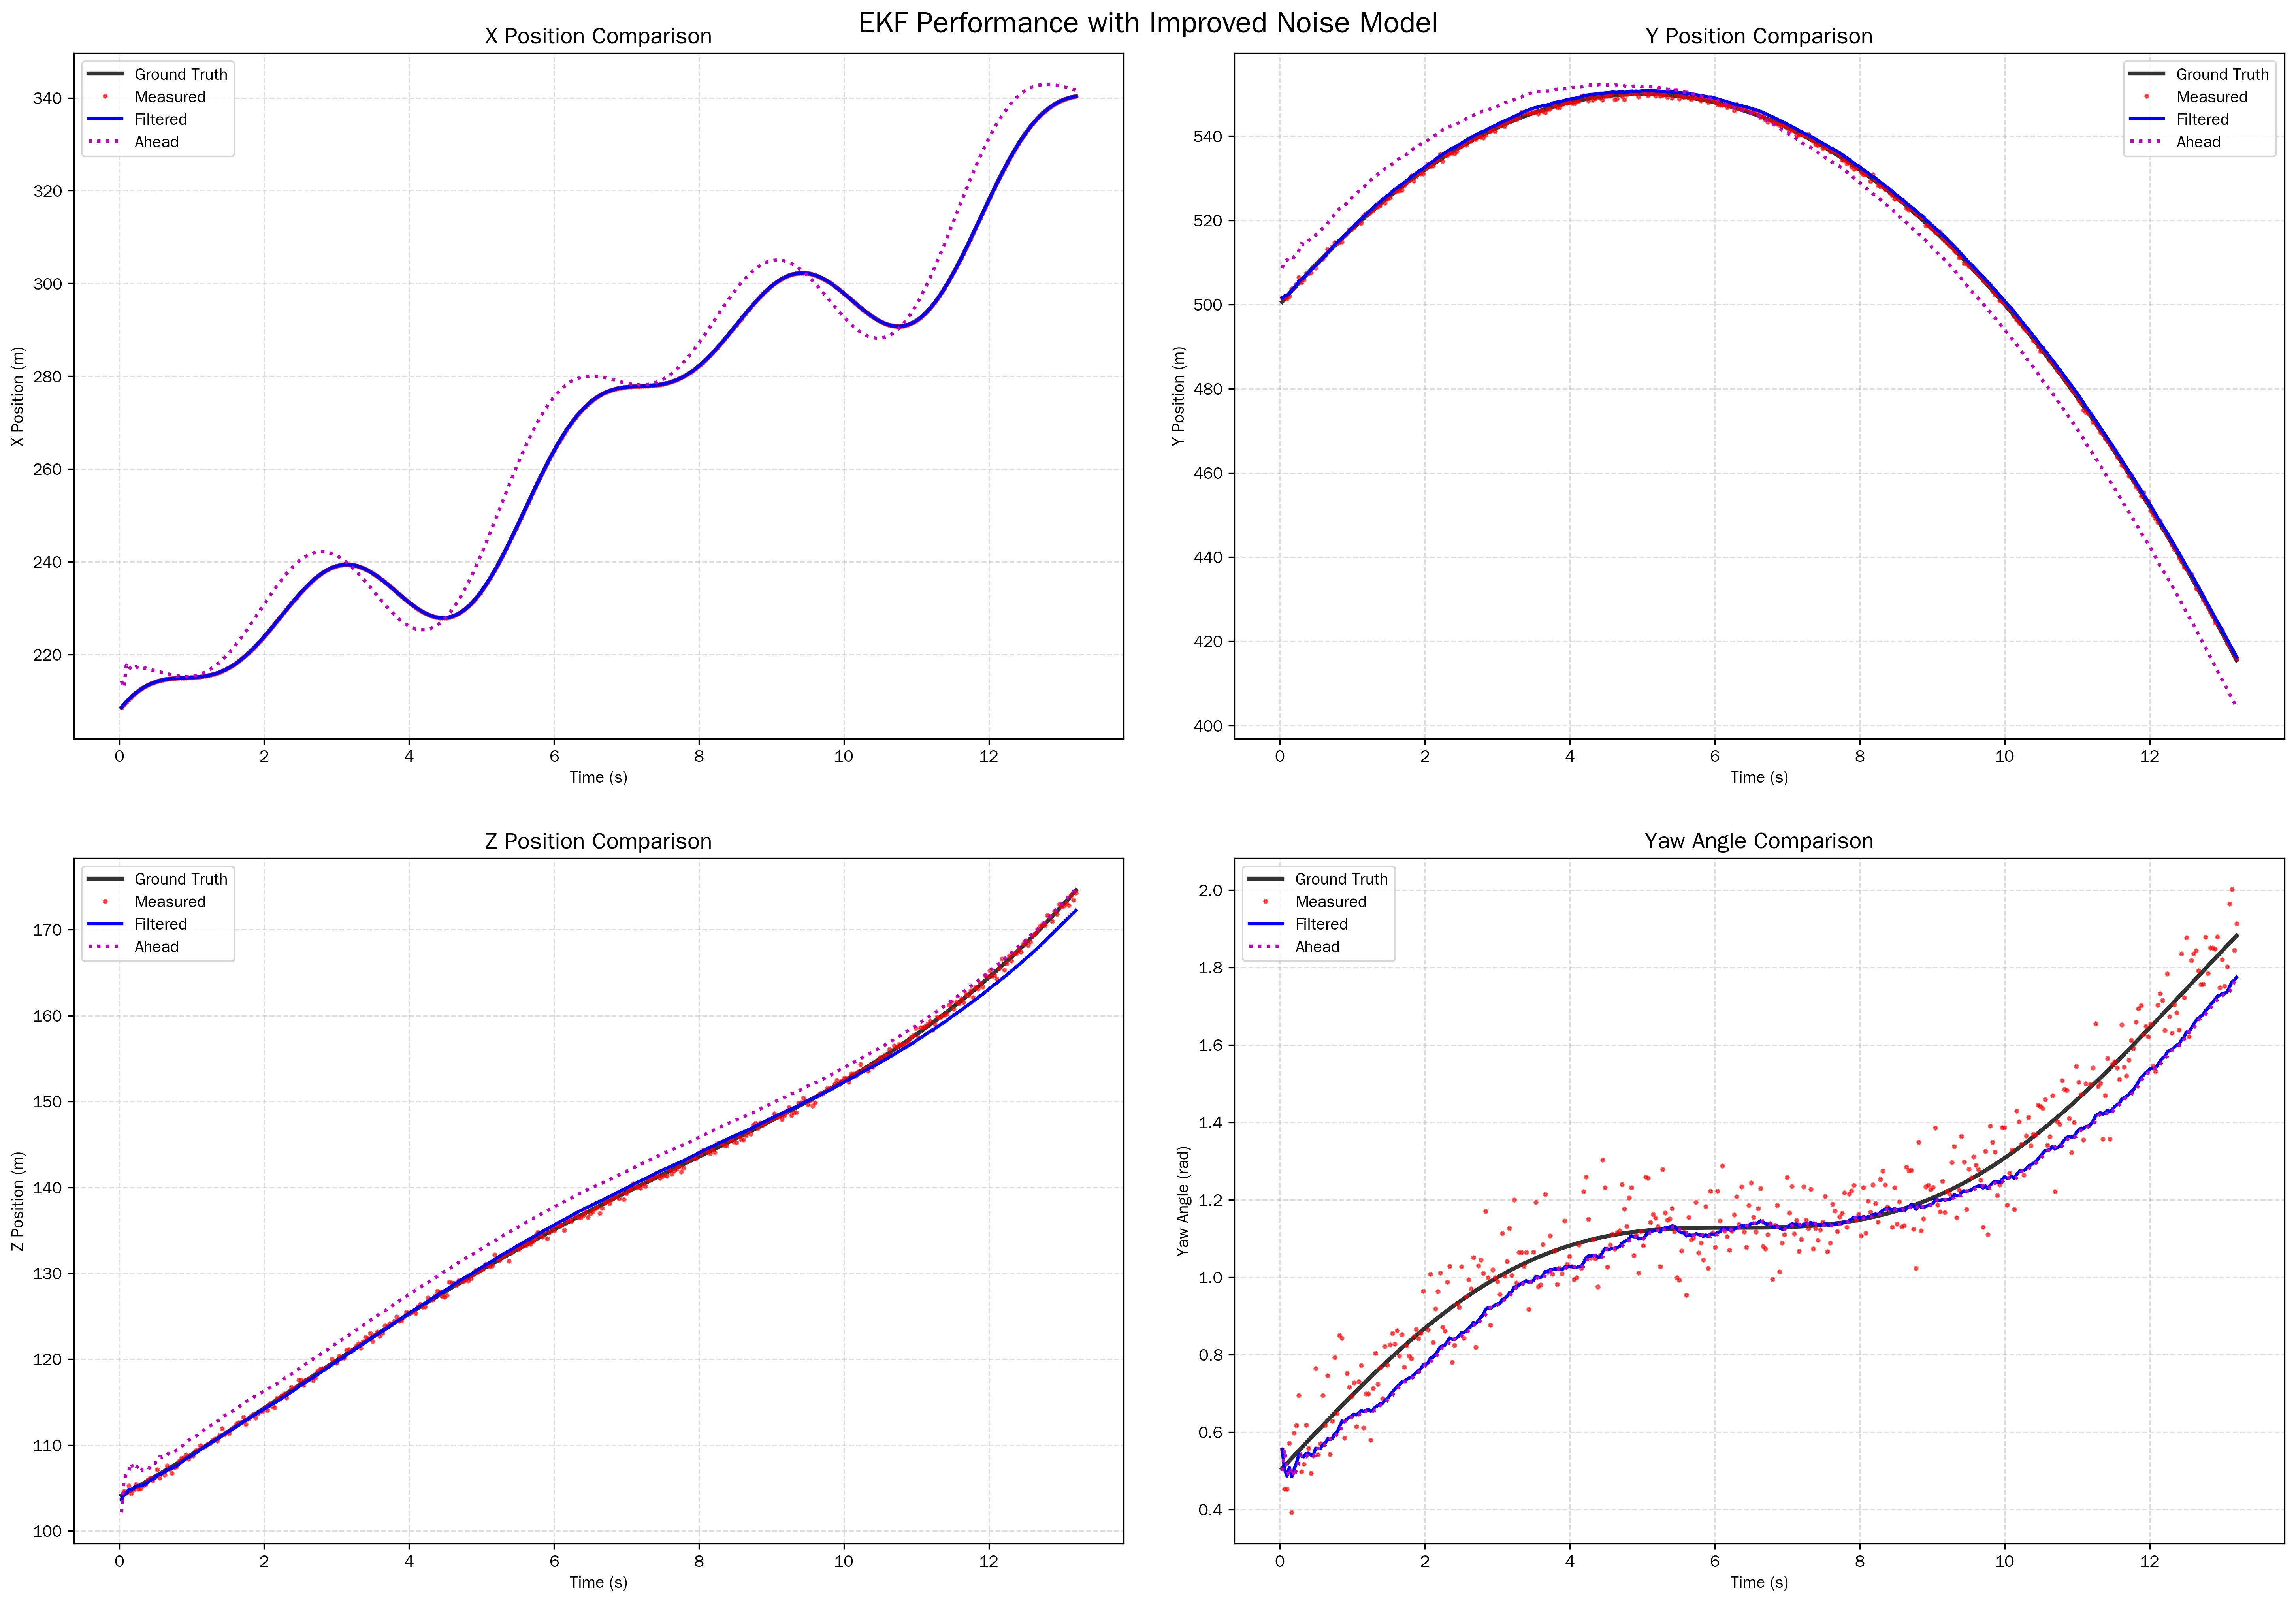 EKF Performance with Improved Noise Model
X Position Comparison
Ground Truth
Measured
Filtered
Ahead
340
320
300
280
260
240
220
X Position (m)
0 2 4 6 8 10 12
Time (s)
Y Position Comparison
Ground Truth
Measured
Filtered
Ahead
540
520
500
480
460
440
420
400
Y Position (m)
0 2 4 6 8 10 12
Time (s)
Z Position Comparison
Ground Truth
Measured
Filtered
Ahead
170
160
150
140
130
120
110
100
Z Position (m)
0 2 4 6 8 10 12
Time (s)
Yaw Angle Comparison
Ground Truth
Measured
Filtered
Ahead
2.0
1.8
1.6
1.4
1.2
1.0
0.8
0.6
0.4
Yaw Angle (rad)
0 2 4 6 8 10 12
Time (s)